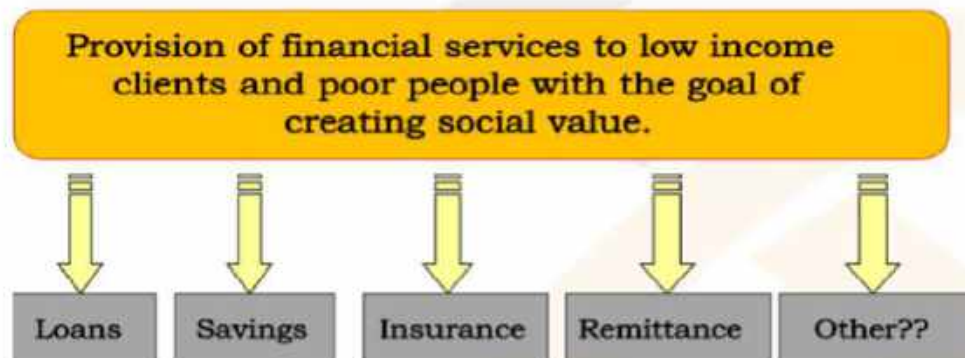 Provision of financial services to low income
clients and poor people with the goal of
creating social value.
Loans Savings Insurance Remittance Other??